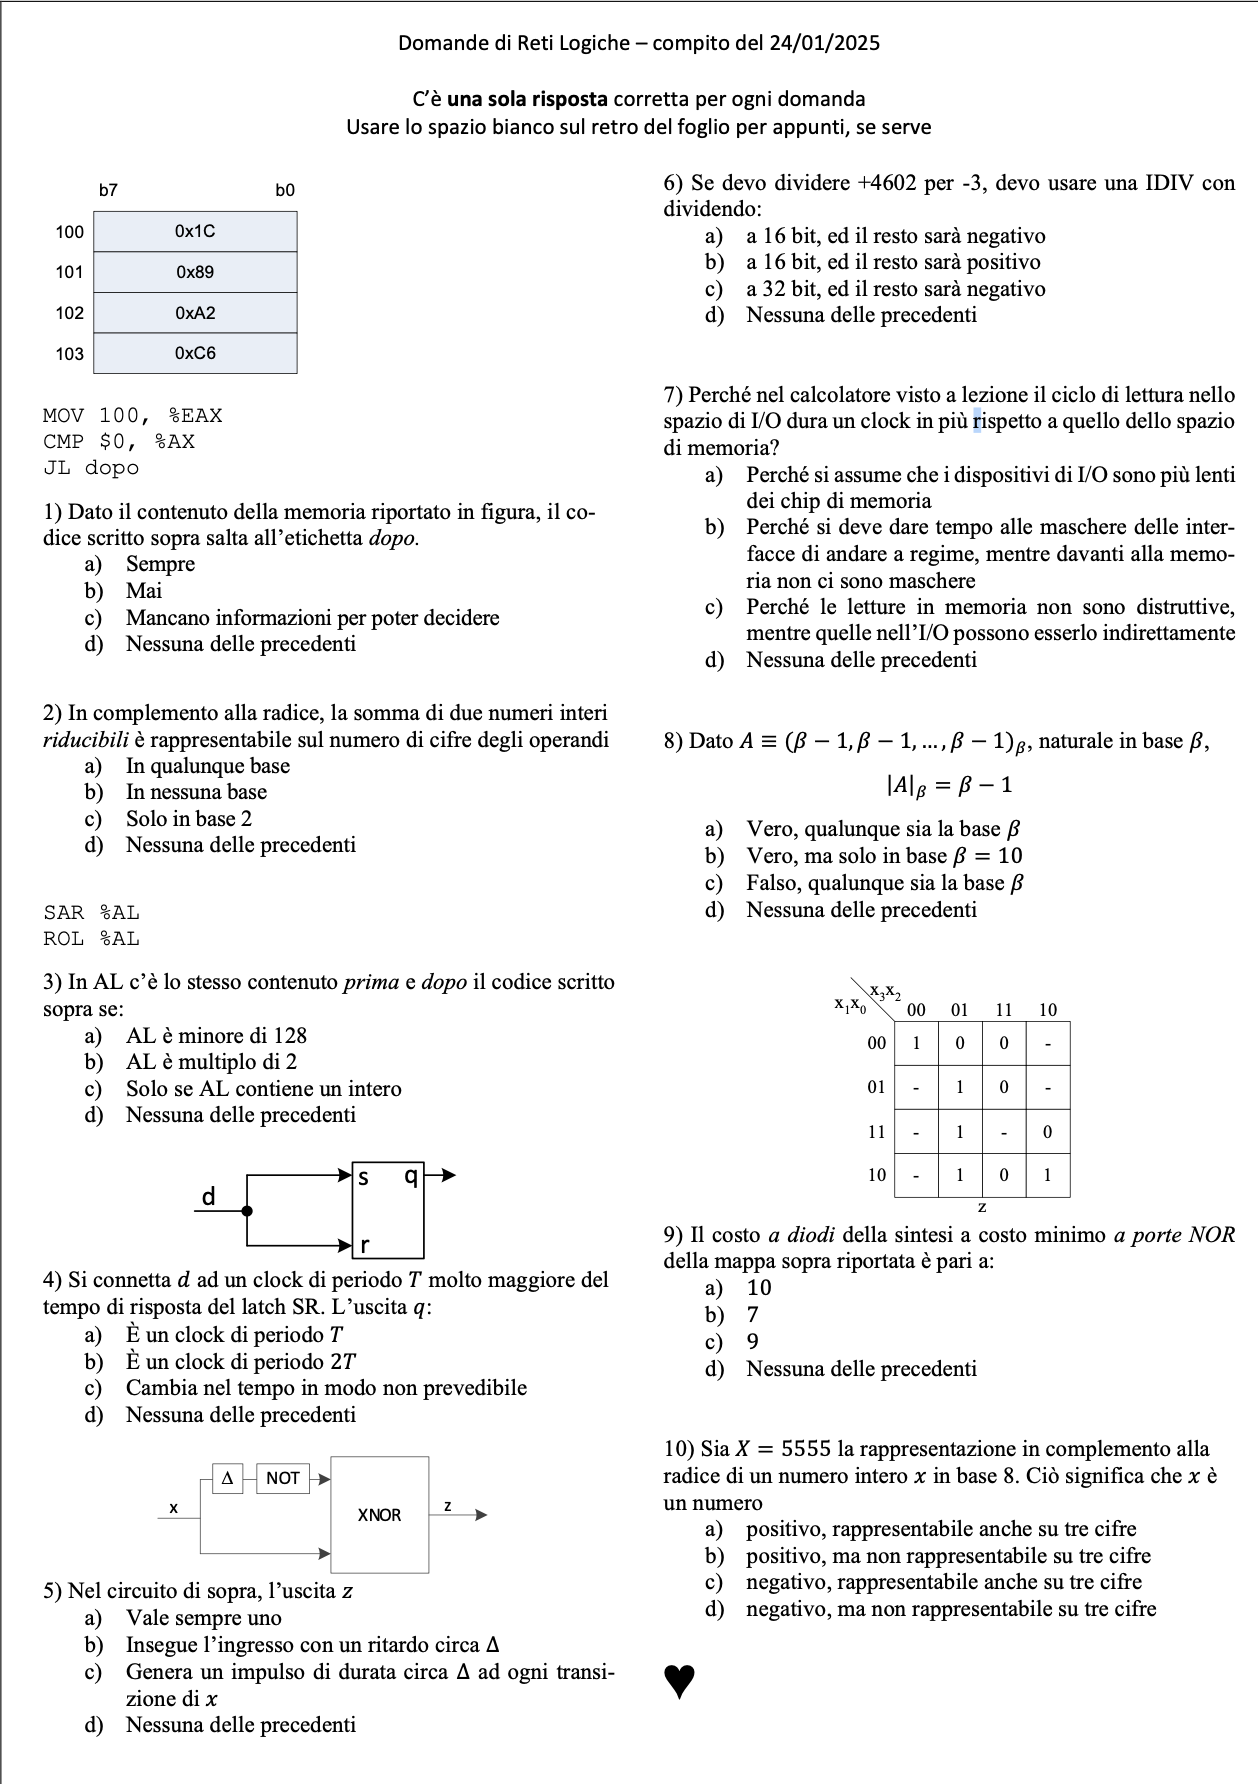 Domande di Reti Logiche – compito del 24/01/2025
C’è una sola risposta corretta per ogni domanda
Usare lo spazio bianco sul retro del foglio per appunti, se serve
b7 b0
100 0x1C
101 0x89
102 0xA2
103 0xC6
MOV 100, %EAX
CMP $0, %AX
JL dopo
1) Dato il contenuto della memoria riportato in figura, il co-
dice scritto sopra salta all’etichetta dopo.
a) Sempre
b) Mai
c) Mancano informazioni per poter decidere
d) Nessuna delle precedenti
2) In complemento alla radice, la somma di due numeri interi
riducibili è rappresentabile sul numero di cifre degli operandi
a) In qualunque base
b) In nessuna base
c) Solo in base 2
d) Nessuna delle precedenti
SAR %AL
ROL %AL
3) In AL c’è lo stesso contenuto prima e dopo il codice scritto
sopra se:
a) AL è minore di 128
b) AL è multiplo di 2
c) Solo se AL contiene un intero
d) Nessuna delle precedenti
d s q r
4) Si connetta d ad un clock di periodo T molto maggiore del
tempo di risposta del latch SR. L’uscita q:
a) È un clock di periodo T
b) È un clock di periodo 2T
c) Cambia nel tempo in modo non prevedibile
d) Nessuna delle precedenti
x Δ NOT XNOR z
5) Nel circuito di sopra, l’uscita z
a) Vale sempre uno
b) Insegue l’ingresso con un ritardo circa Δ
c) Genera un impulso di durata circa Δ ad ogni transi-
zione di x
d) Nessuna delle precedenti
6) Se devo dividere +4602 per -3, devo usare una IDIV con
dividendo:
a) a 16 bit, ed il resto sarà negativo
b) a 16 bit, ed il resto sarà positivo
c) a 32 bit, ed il resto sarà negativo
d) Nessuna delle precedenti
7) Perché nel calcolatore visto a lezione il ciclo di lettura nello
spazio di I/O dura un clock in più rispetto a quello dello spazio
di memoria?
a) Perché si assume che i dispositivi di I/O sono più lenti
dei chip di memoria
b) Perché si deve dare tempo alle maschere delle inter-
facce di andare a regime, mentre davanti alla memo-
ria non ci sono maschere
c) Perché le letture in memoria non sono distruttive,
mentre quelle nell’I/O possono esserlo indirettamente
d) Nessuna delle precedenti
8) Dato A ≡ (β − 1, β − 1, … , β − 1)β, naturale in base β,
|A|β = β − 1
a) Vero, qualunque sia la base β
b) Vero, ma solo in base β = 10
c) Falso, qualunque sia la base β
d) Nessuna delle precedenti
x3x2
x1x0 00 01 11 10
00 1 0 0 -
01 - 1 0 -
11 - 1 - 0
10 - 1 0 1
z
9) Il costo a diodi della sintesi a costo minimo a porte NOR
della mappa sopra riportata è pari a:
a) 10
b) 7
c) 9
d) Nessuna delle precedenti
10) Sia X = 5555 la rappresentazione in complemento alla
radice di un numero intero x in base 8. Ciò significa che x è
un numero
a) positivo, rappresentabile anche su tre cifre
b) positivo, ma non rappresentabile su tre cifre
c) negativo, rappresentabile anche su tre cifre
d) negativo, ma non rappresentabile su tre cifre